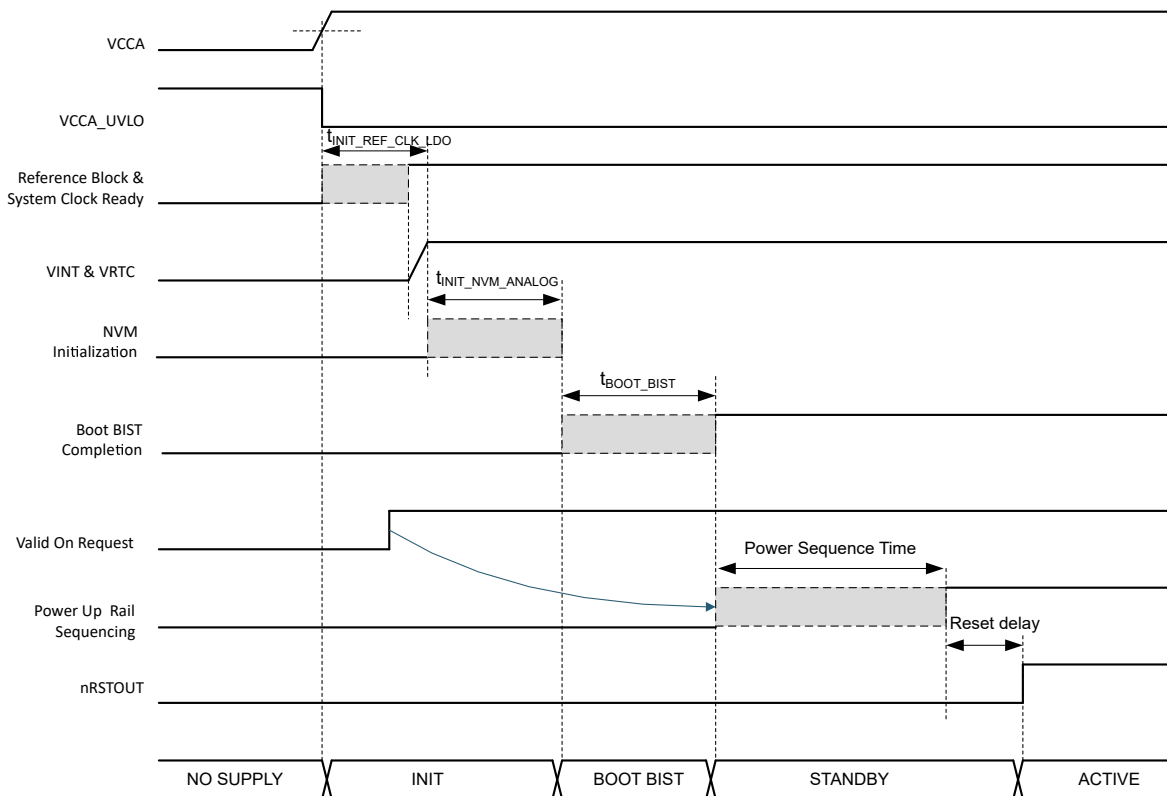 VCCA
VCCA_UVLO
tINIT_REF_CLK_LDO
Reference Block &
System Clock Ready
VINT & VRTC
tINIT_NVM_ANALOG
NVM
Initialization
tBOOT_BIST
Boot BIST
Completion
Valid On Request
Power Sequence Time
Power Up Rail
Sequencing
Reset delay
nRSTOUT
NO SUPPLY
INIT
BOOT BIST
STANDBY
ACTIVE